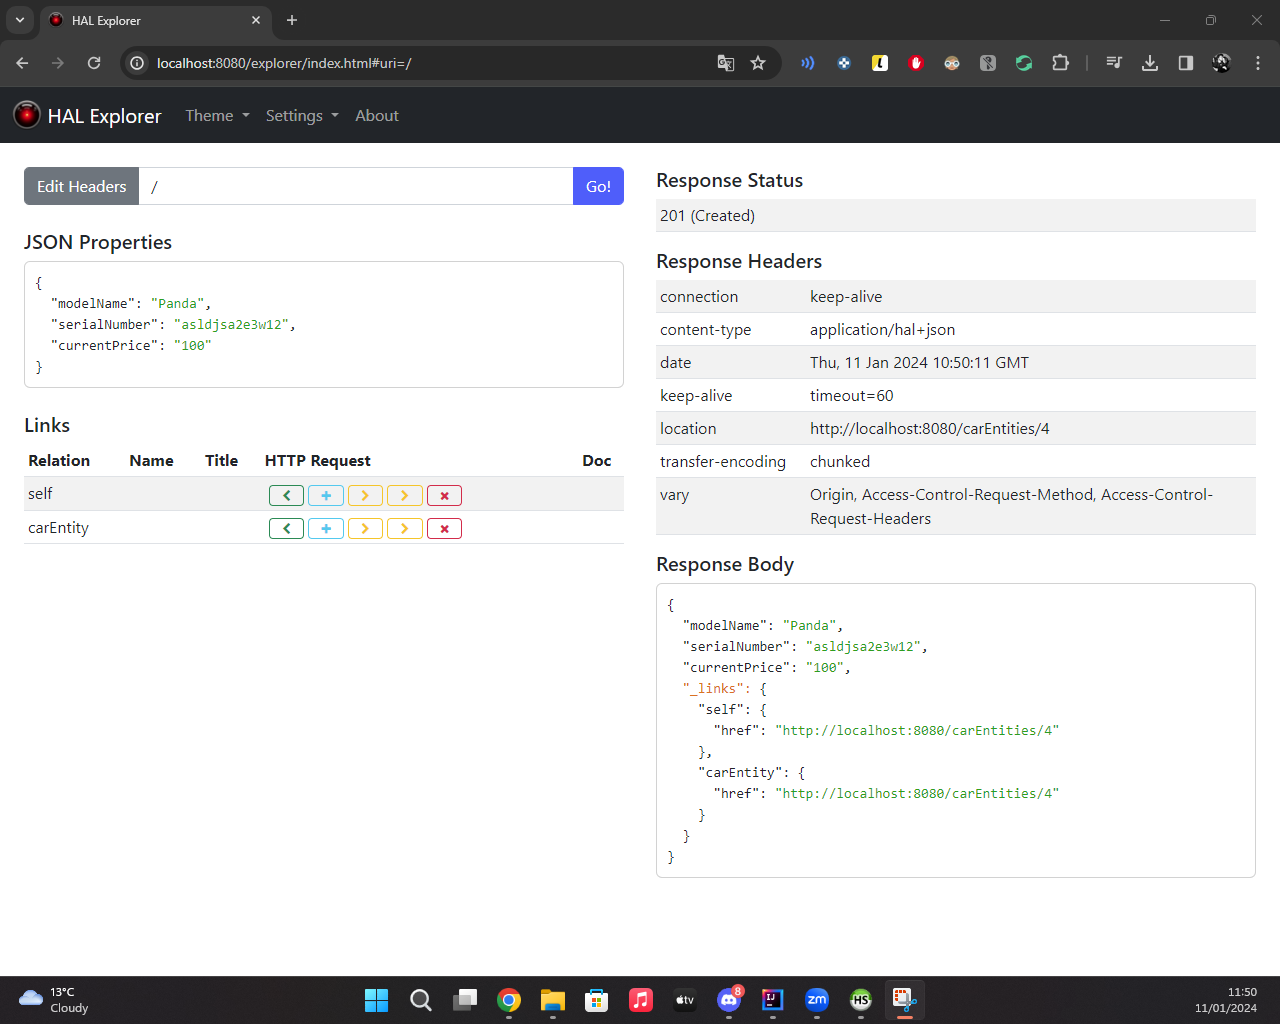 HAL Explorer
localhost:8080/explorer/index.html#uri=/
HAL Explorer Theme Settings About
Edit Headers / Go!
JSON Properties
{
"modelName": "Panda",
"serialNumber": "asldjsa2e3w12",
"currentPrice": "100"
}
Links
Relation Name Title HTTP Request Doc
self
carEntity
Response Status
201 (Created)
Response Headers
connection keep-alive
content-type application/hal+json
date Thu, 11 Jan 2024 10:50:11 GMT
keep-alive timeout=60
location http://localhost:8080/carEntities/4
transfer-encoding chunked
vary Origin, Access-Control-Request-Method, Access-Control-
Request-Headers
Response Body
{
"modelName": "Panda",
"serialNumber": "asldjsa2e3w12",
"currentPrice": "100",
"_links": {
"self": {
"href": "http://localhost:8080/carEntities/4"
},
"carEntity": {
"href": "http://localhost:8080/carEntities/4"
}
}
}
13°C
Cloudy
tv
8
IJ
zm
HS
11:50
11/01/2024